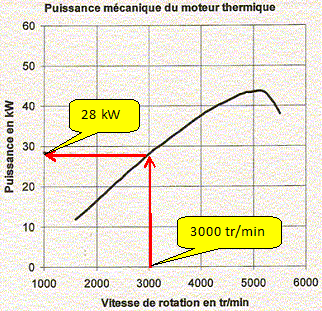 Puissance mécanique du moteur thermique
60
50
40
30
20
10
0
Puissance en kW
28 kW
3000 tr/min
1000 2000 3000 4000 5000 6000
Vitesse de rotation en tr/min